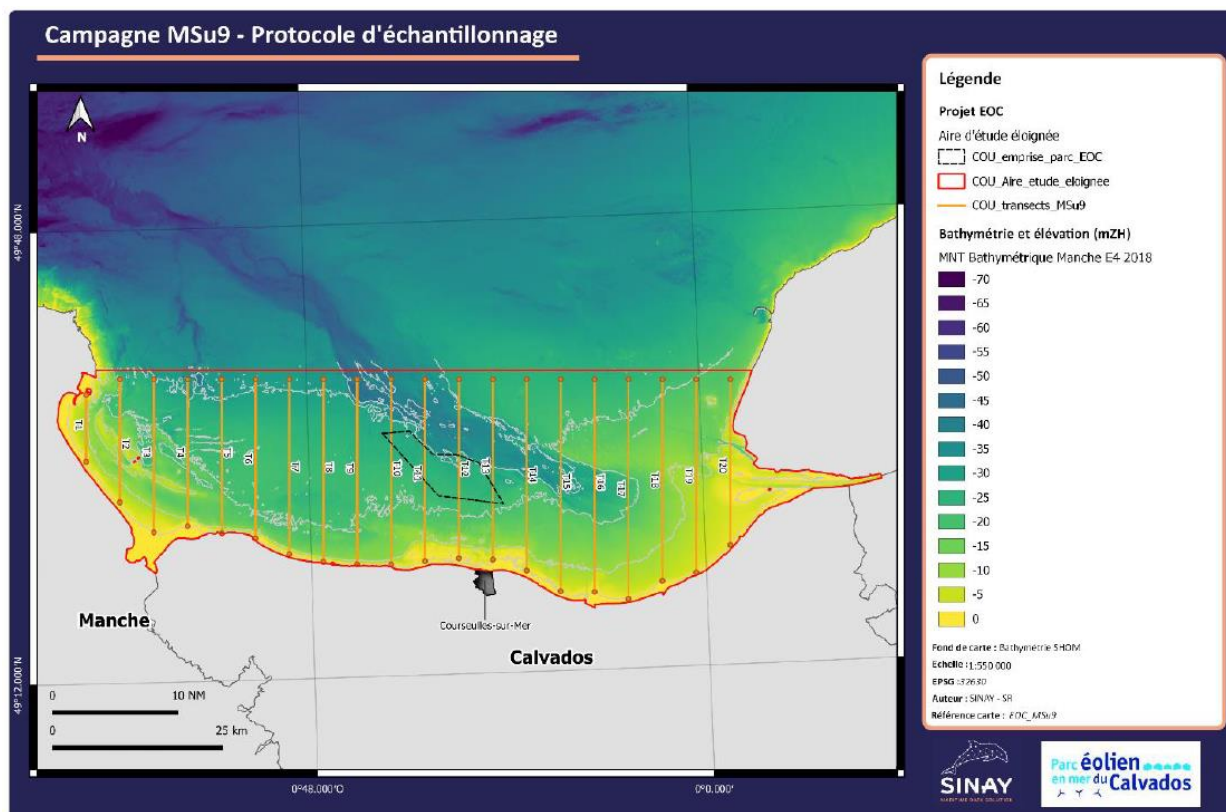 Campagne MSu9 - Protocole d'échantillonnage
N
49°48.000'N
49°12.000'N
0°48.000'O
0°0.000'
T1
T2
T3
T4
T5
T6
T7
T8
T9
T10
T11
T12
T13
T14
T15
T16
T17
T18
T19
T20
Manche
Calvados
Courseulles-sur-Mer
0 10 NM
0 25 km
Légende
Projet EOC
Aire d'étude éloignée
COU_emprise_parc_EOC
COU_Aire_etude_eloignee
COU_transects_MSu9
Bathymétrie et élévation (mZH)
MNT Bathymétrique Manche E4 2018
-70
-65
-60
-55
-50
-45
-40
-35
-30
-25
-20
-15
-10
-5
0
Fond de carte : Bathymétrie SHOM
Echelle :1:550 000
EPSG :32630
Auteur : SINAY - SR
Référence carte : EOC_MSu9
SINAY
Parc éolien
en mer du
Calvados